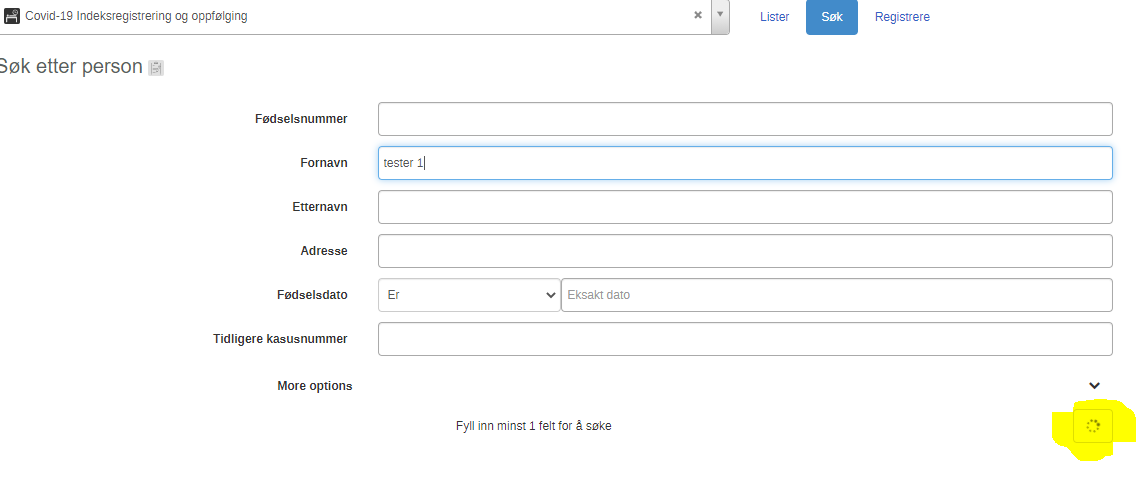 Covid-19 Indeksregistrering og oppfølging
Lister
Søk
Registrere
Søk etter person
Fødselsnummer
Fornavn
tester 1
Etternavn
Adresse
Fødselsdato
Er
Eksakt dato
Tidligere kasusnummer
More options
Fyll inn minst 1 felt for å søke